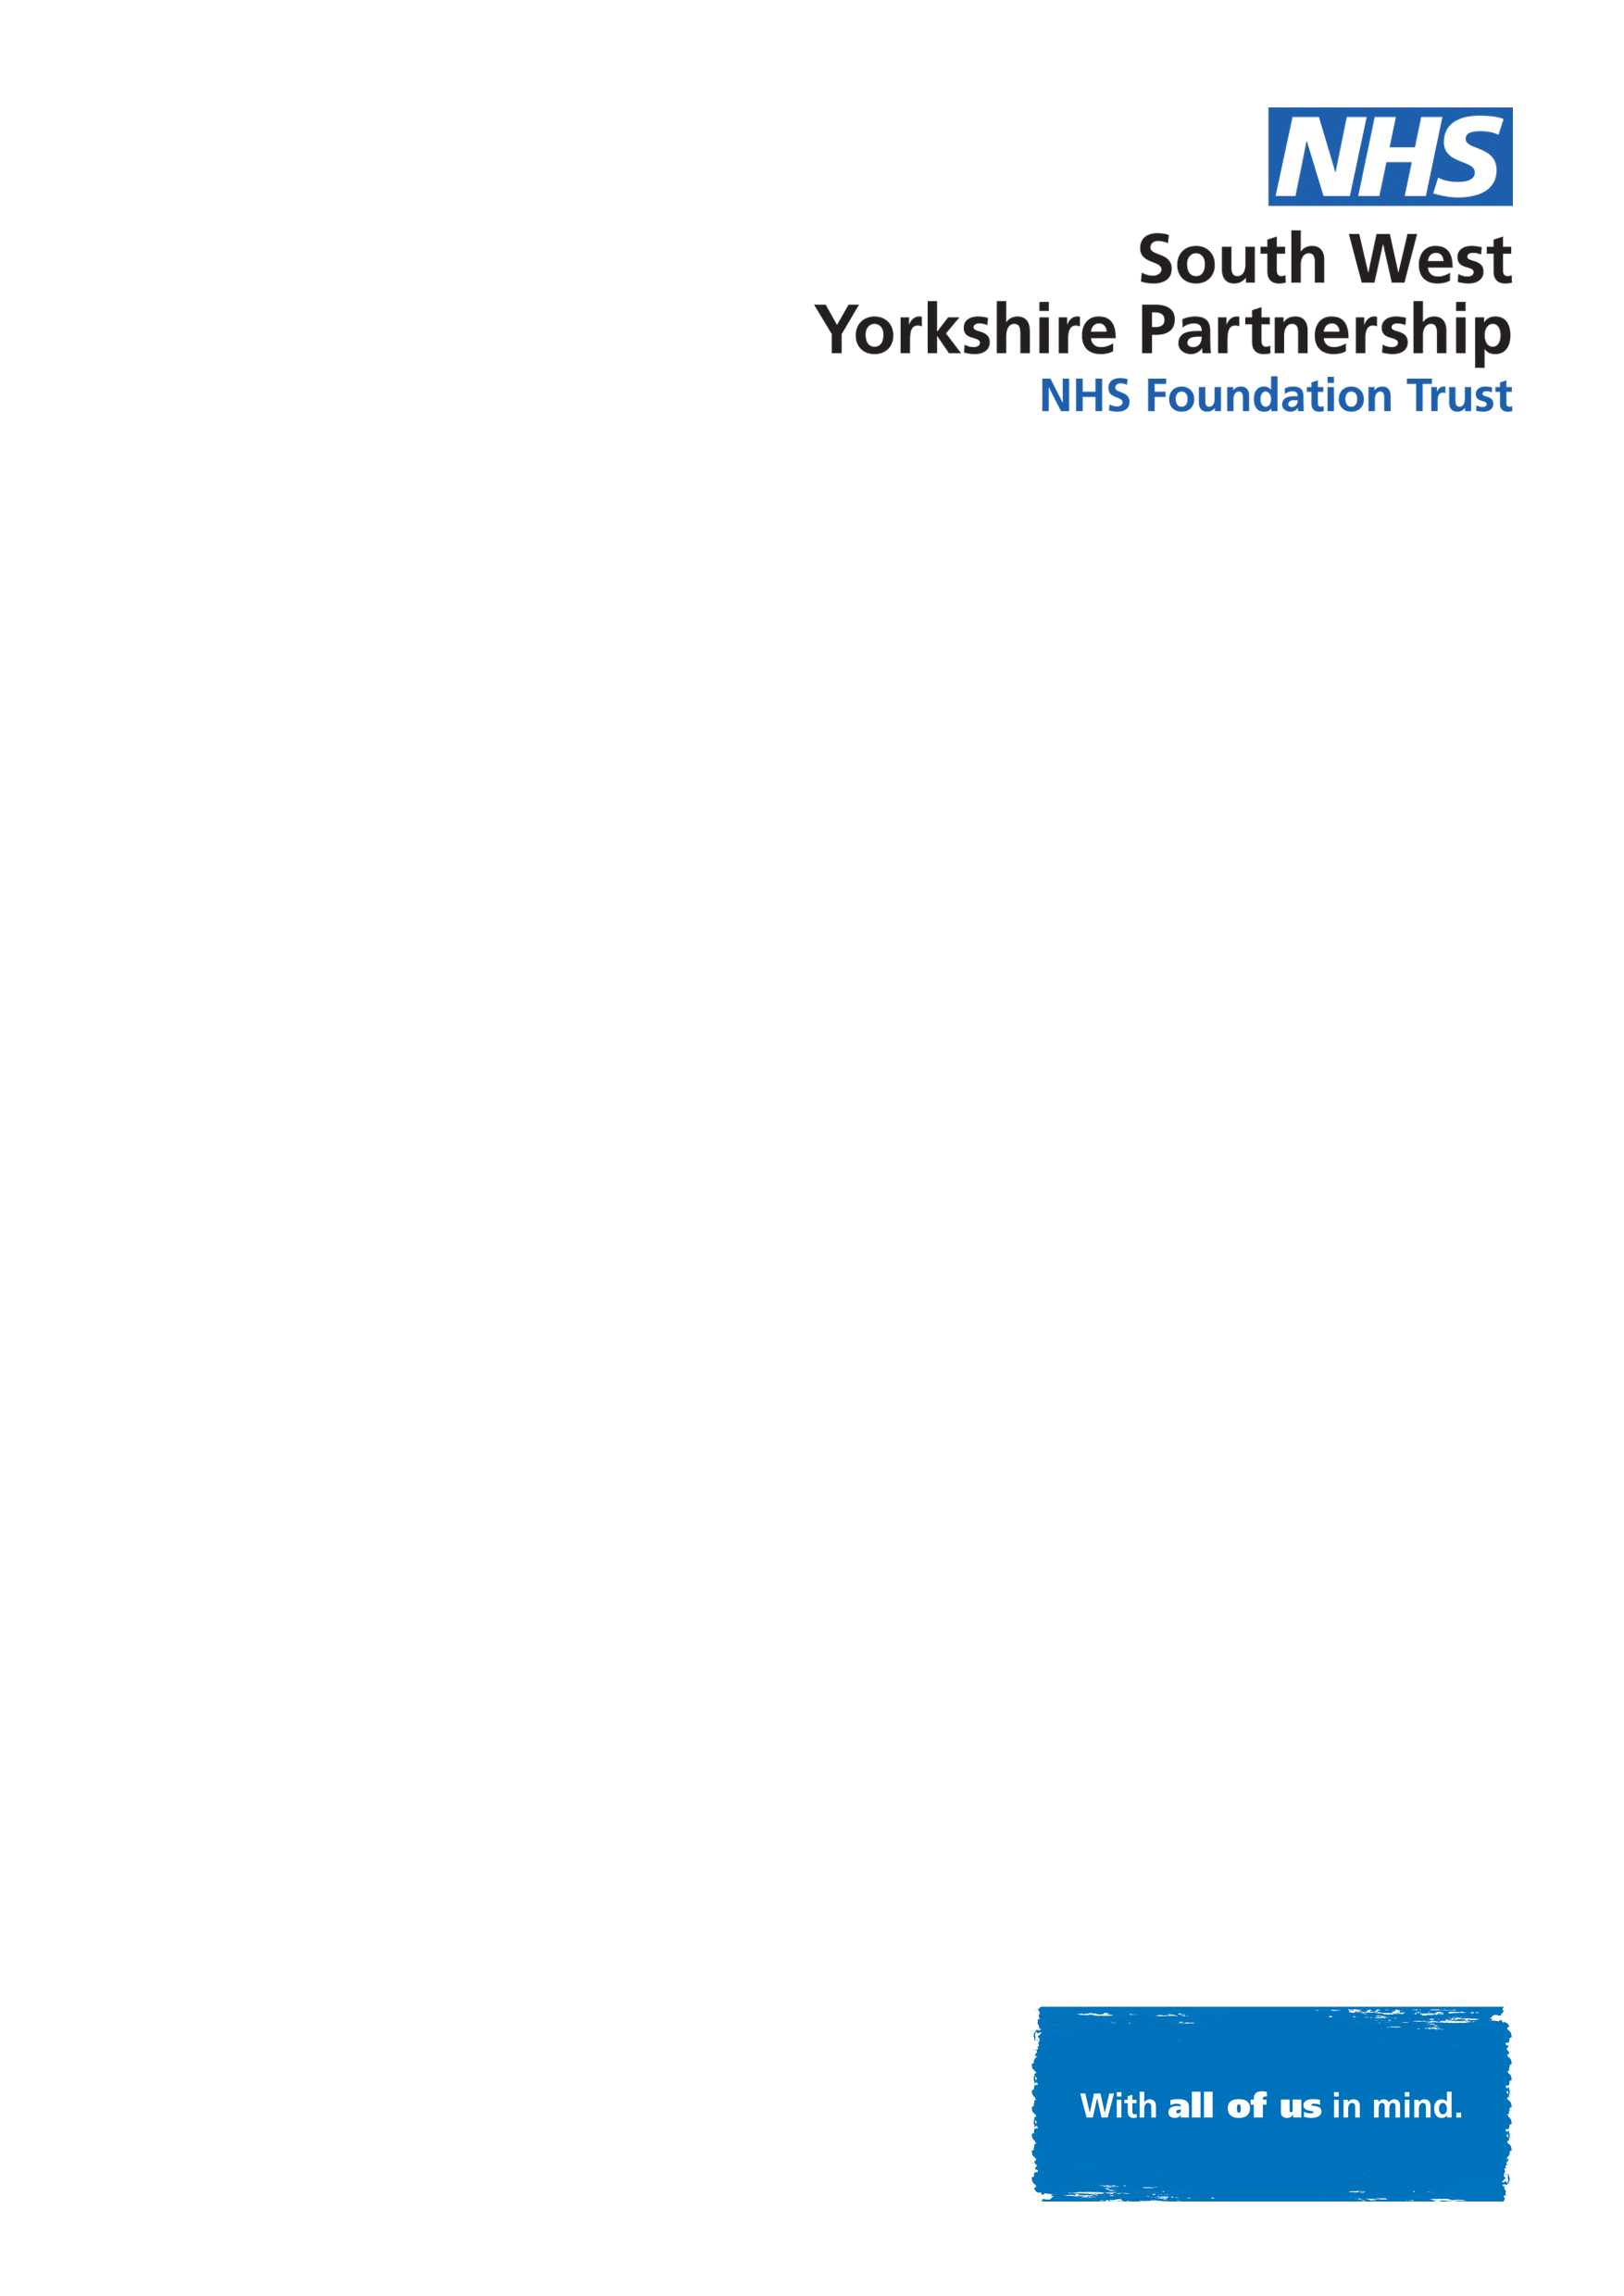 NHS
South West
Yorkshire Partnership
NHS Foundation Trust
With all of us in mind.